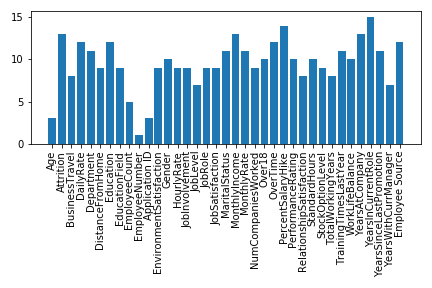 15
10
5
0
Age
Attrition
BusinessTravel
DailyRate
Department
DistanceFromHome
Education
EducationField
EmployeeCount
EmployeeNumber
Application ID
EnvironmentSatisfaction
Gender
HourlyRate
JobInvolvement
JobLevel
JobRole
JobSatisfaction
MaritalStatus
MonthlyIncome
MonthlyRate
NumCompaniesWorked
Over18
OverTime
PercentSalaryHike
PerformanceRating
RelationshipSatisfaction
StandardHours
StockOptionLevel
TotalWorkingYears
TrainingTimesLastYear
WorkLifeBalance
YearsAtCompany
YearsInCurrentRole
YearsSinceLastPromotion
YearsWithCurrManager
Employee Source